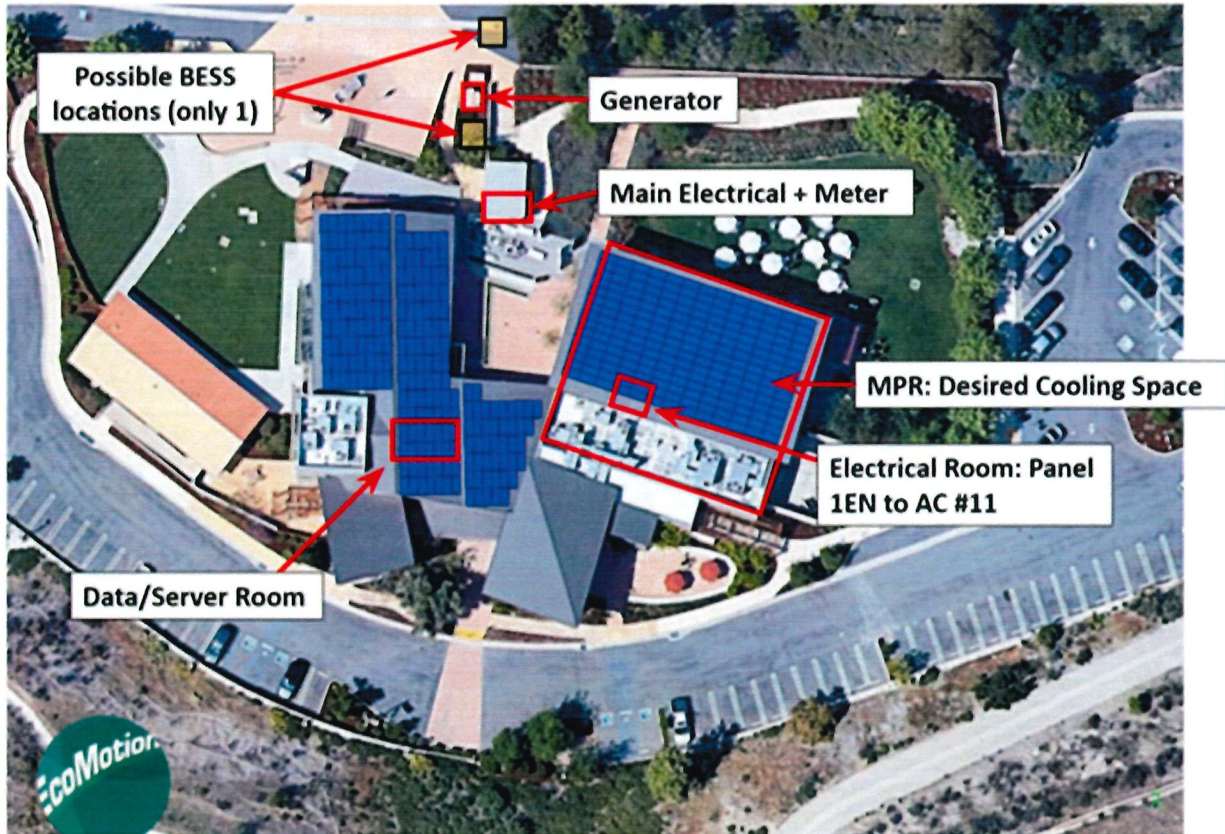 Possible BESS
locations (only 1)
Generator
Main Electrical + Meter
MPR: Desired Cooling Space
Electrical Room: Panel
1EN to AC #11
Data/Server Room
EcoMotion